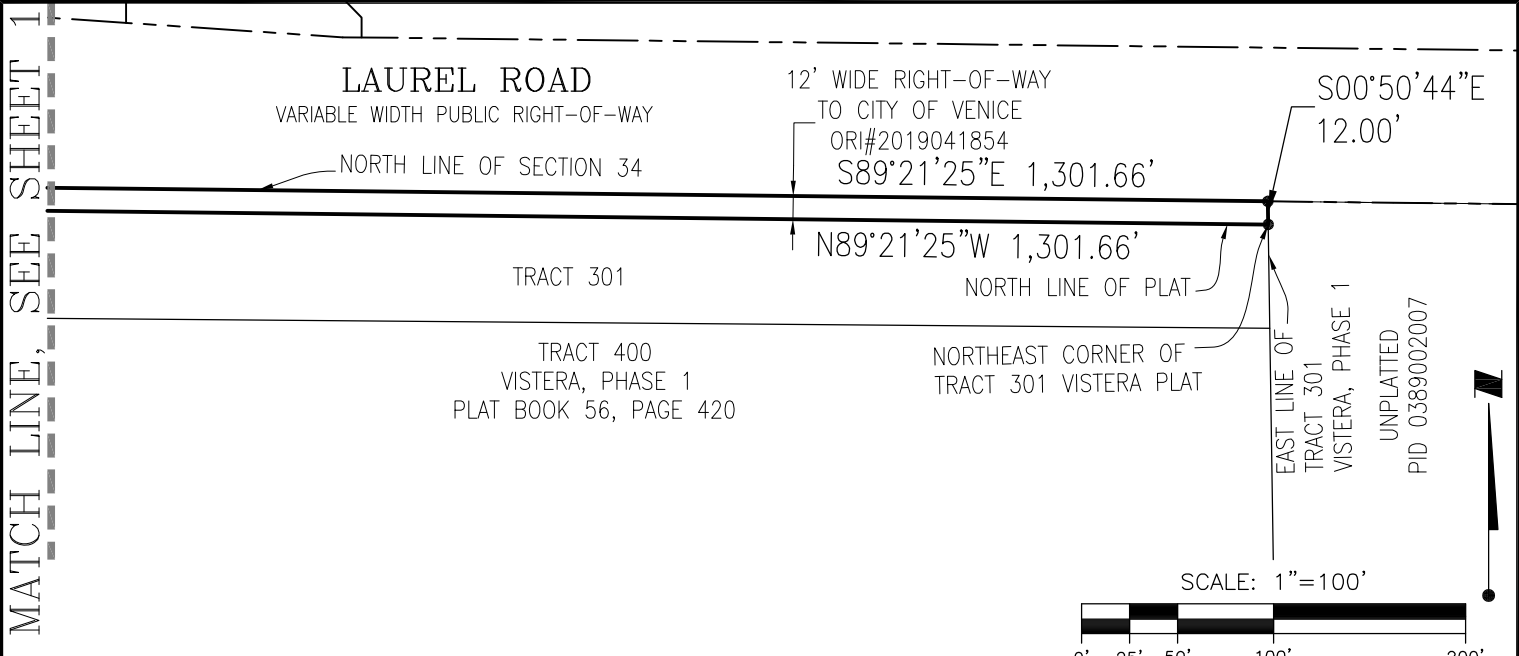 MATCH LINE, SEE SHEET 1
LAUREL ROAD
VARIABLE WIDTH PUBLIC RIGHT-OF-WAY
NORTH LINE OF SECTION 34
12' WIDE RIGHT-OF-WAY
TO CITY OF VENICE
ORI#2019041854
S89°21'25"E 1,301.66'
S00°50'44"E
12.00'
N89°21'25"W 1,301.66'
NORTH LINE OF PLAT
TRACT 301
TRACT 400
VISTERA, PHASE 1
PLAT BOOK 56, PAGE 420
NORTHEAST CORNER OF
TRACT 301 VISTERA PLAT
EAST LINE OF
TRACT 301
VISTERA, PHASE 1
UNPLATTED
PID 0389002007
N
SCALE: 1"=100'
0' 25' 50' 100' 200'